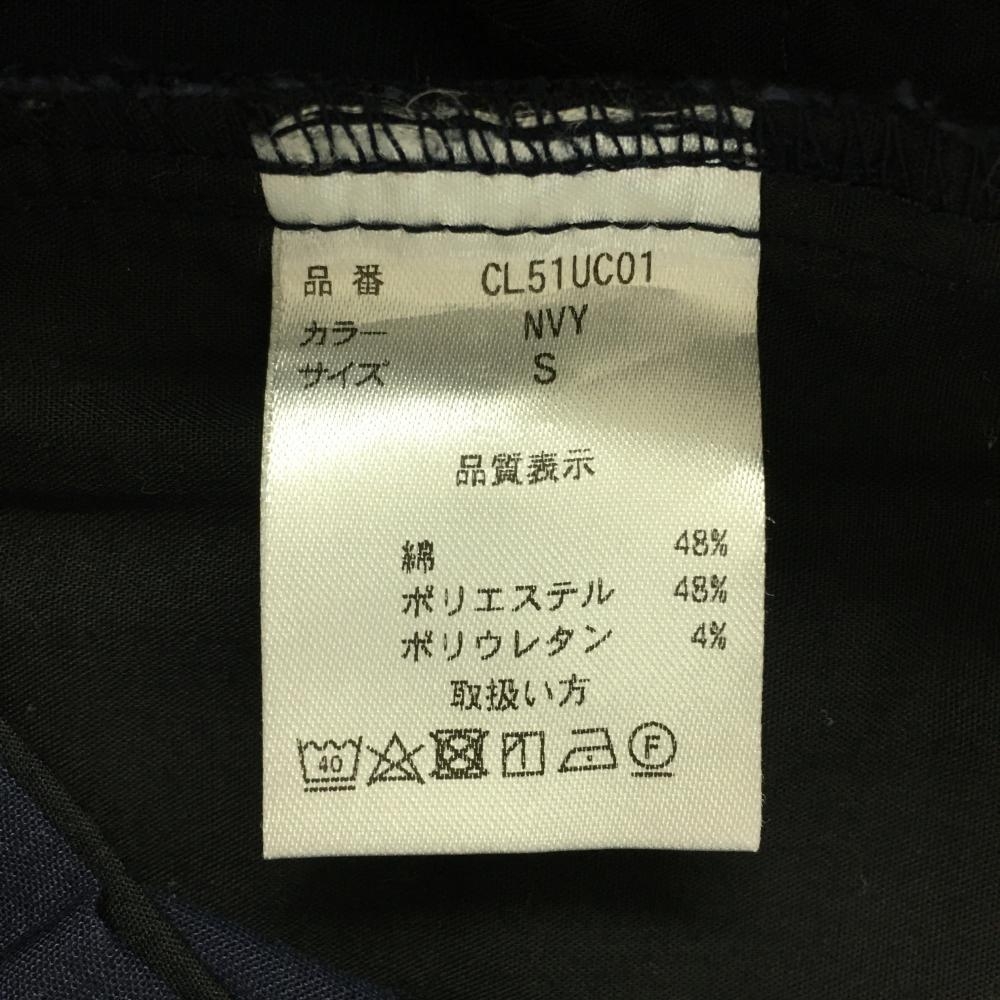 品番 CL51UC01
カラー NVY
サイズ S
品質表示
綿 48%
ポリエステル 48%
ポリウレタン 4%
取扱い方
40 F